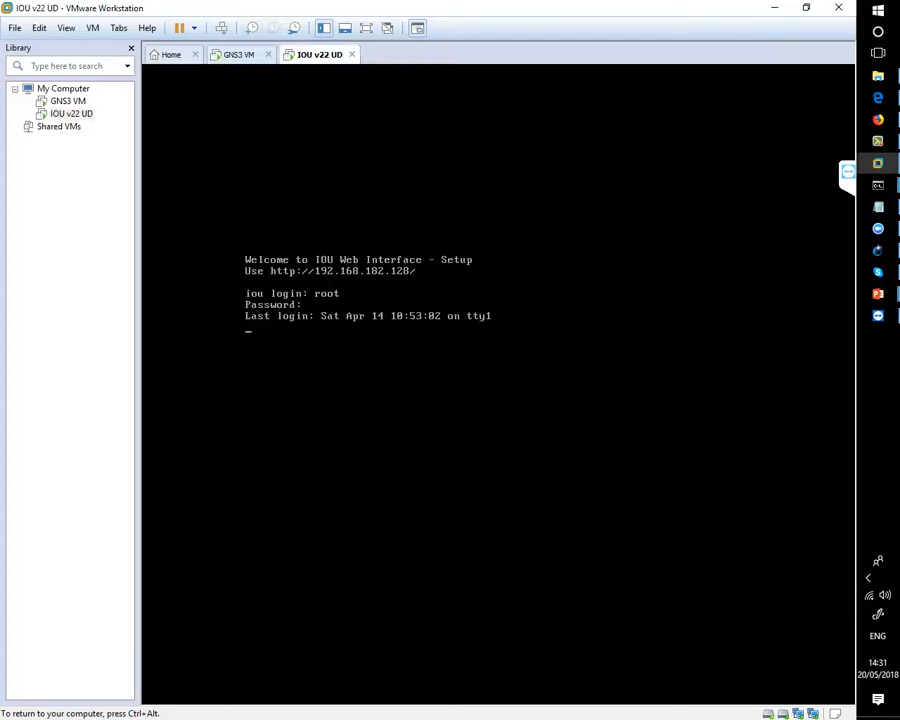 IOU v22 UD - VMware Workstation
File Edit View VM Tabs Help
Library
Type here to search
My Computer
GNS3 VM
IOU v22 UD
Shared VMs
Home
GNS3 VM
IOU v22 UD
Welcome to IOU Web Interface - Setup
Use http://192.168.182.128/
iou login: root
Password:
Last login: Sat Apr 14 10:53:02 on tty1
ENG
14:31
20/05/2018
To return to your computer, press Ctrl+Alt.